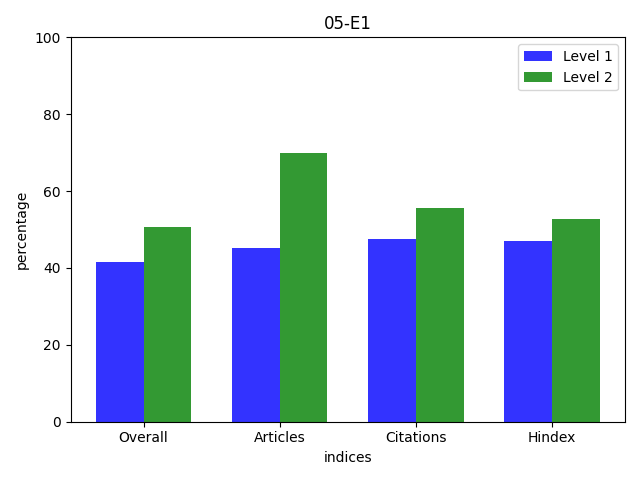 05-E1
Level 1
Level 2
percentage
100
80
60
40
20
0
Overall Articles Citations Hindex
indices